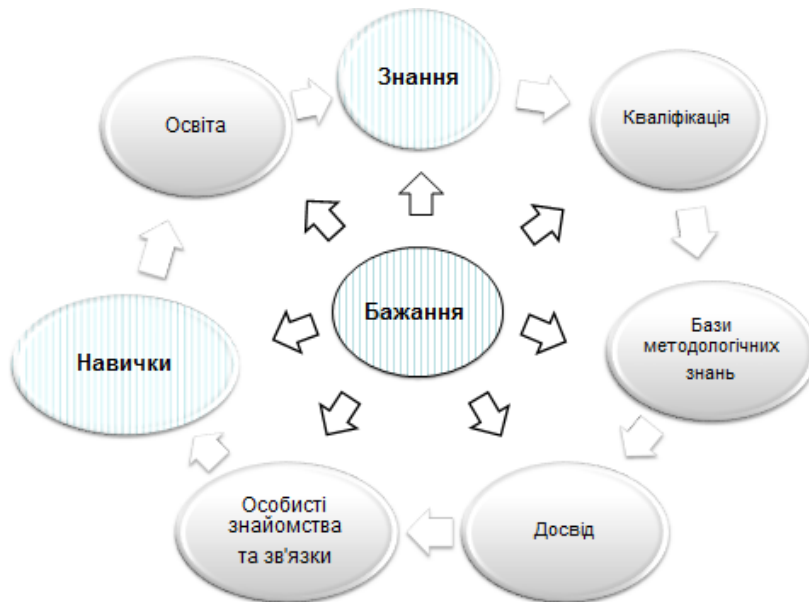 Знання
Освіта
Кваліфікація
Бажання
Навички
Бази
методологічних
знань
Особисті
знайомства
та зв'язки
Досвід